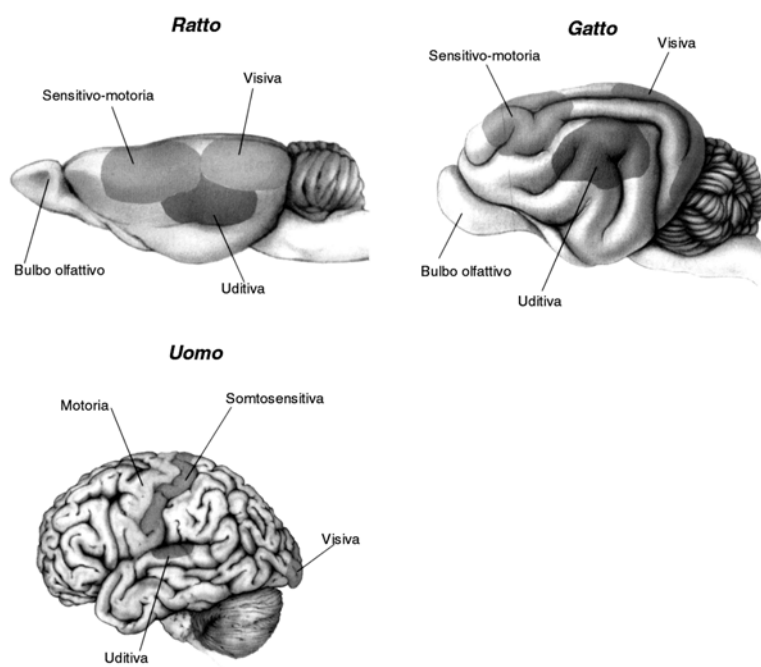 Ratto
Sensitivo-motoria
Visiva
Bulbo olfattivo
Uditiva
Gatto
Sensitivo-motoria
Visiva
Bulbo olfattivo
Uditiva
Uomo
Motoria
Somtosensitiva
Visiva
Uditiva